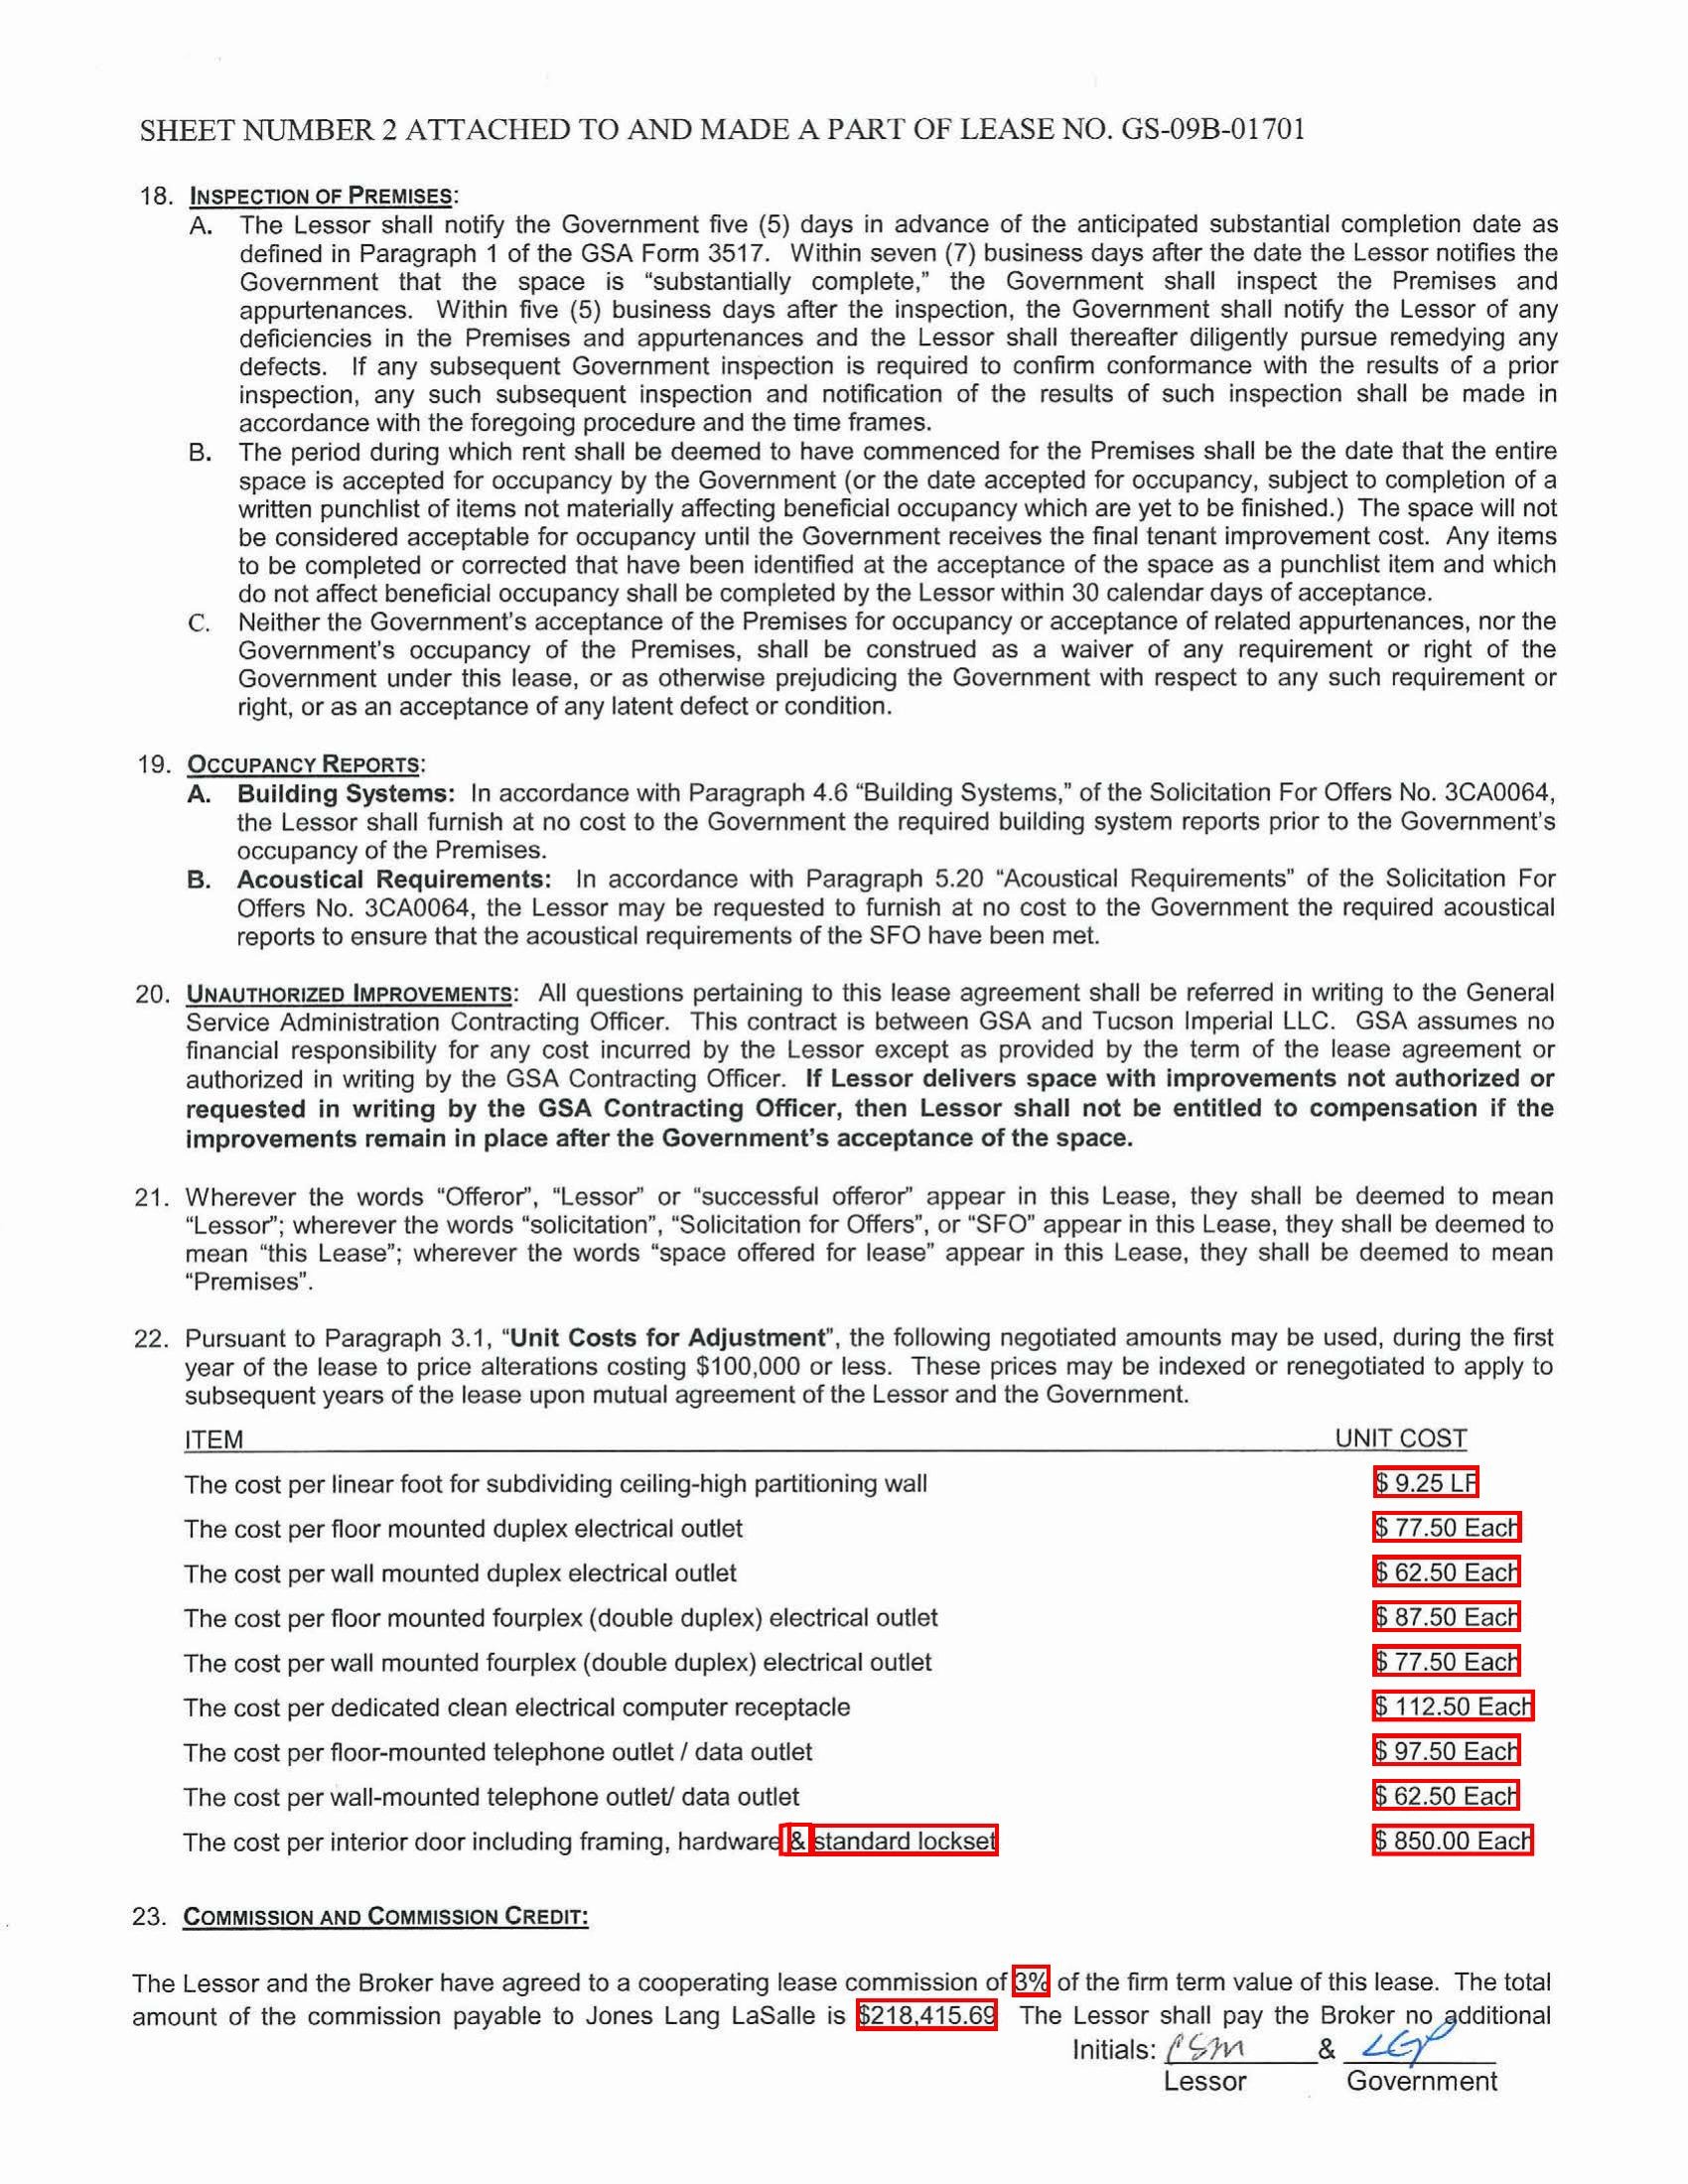 SHEET NUMBER 2 ATTACHED TO AND MADE A PART OF LEASE NO. GS-09B-01701
18. INSPECTION OF PREMISES:
A. The Lessor shall notify the Government five (5) days in advance of the anticipated substantial completion date as
defined in Paragraph 1 of the GSA Form 3517. Within seven (7) business days after the date the Lessor notifies the
Government that the space is “substantially complete,” the Government shall inspect the Premises and
appurtenances. Within five (5) business days after the inspection, the Government shall notify the Lessor of any
deficiencies in the Premises and appurtenances and the Lessor shall thereafter diligently pursue remedying any
defects. If any subsequent Government inspection is required to confirm conformance with the results of a prior
inspection, any such subsequent inspection and notification of the results of such inspection shall be made in
accordance with the foregoing procedure and the time frames.
B. The period during which rent shall be deemed to have commenced for the Premises shall be the date that the entire
space is accepted for occupancy by the Government (or the date accepted for occupancy, subject to completion of a
written punchlist of items not materially affecting beneficial occupancy which are yet to be finished.) The space will not
be considered acceptable for occupancy until the Government receives the final tenant improvement cost. Any items
to be completed or corrected that have been identified at the acceptance of the space as a punchlist item and which
do not affect beneficial occupancy shall be completed by the Lessor within 30 calendar days of acceptance.
C. Neither the Government's acceptance of the Premises for occupancy or acceptance of related appurtenances, nor the
Government's occupancy of the Premises, shall be construed as a waiver of any requirement or right of the
Government under this lease, or as otherwise prejudicing the Government with respect to any such requirement or
right, or as an acceptance of any latent defect or condition.
19. OCCUPANCY REPORTS:
A. Building Systems: In accordance with Paragraph 4.6 “Building Systems,” of the Solicitation For Offers No. 3CA0064,
the Lessor shall furnish at no cost to the Government the required building system reports prior to the Government's
occupancy of the Premises.
B. Acoustical Requirements: In accordance with Paragraph 5.20 “Acoustical Requirements” of the Solicitation For
Offers No. 3CA0064, the Lessor may be requested to furnish at no cost to the Government the required acoustical
reports to ensure that the acoustical requirements of the SFO have been met.
20. UNAUTHORIZED IMPROVEMENTS: All questions pertaining to this lease agreement shall be referred in writing to the General
Service Administration Contracting Officer. This contract is between GSA and Tucson Imperial LLC. GSA assumes no
financial responsibility for any cost incurred by the Lessor except as provided by the term of the lease agreement or
authorized in writing by the GSA Contracting Officer. If Lessor delivers space with improvements not authorized or
requested in writing by the GSA Contracting Officer, then Lessor shall not be entitled to compensation if the
improvements remain in place after the Government's acceptance of the space.
21. Wherever the words “Offeror”, “Lessor” or “successful offeror” appear in this Lease, they shall be deemed to mean
“Lessor”; wherever the words “solicitation”, “Solicitation for Offers”, or “SFO” appear in this Lease, they shall be deemed to
mean “this Lease”; wherever the words “space offered for lease” appear in this Lease, they shall be deemed to mean
“Premises”.
22. Pursuant to Paragraph 3.1, “Unit Costs for Adjustment”, the following negotiated amounts may be used, during the first
year of the lease to price alterations costing $100,000 or less. These prices may be indexed or renegotiated to apply to
subsequent years of the lease upon mutual agreement of the Lessor and the Government.
ITEM UNIT COST
The cost per linear foot for subdividing ceiling-high partitioning wall $ 9.25 LF
The cost per floor mounted duplex electrical outlet $ 77.50 Each
The cost per wall mounted duplex electrical outlet $ 62.50 Each
The cost per floor mounted fourplex (double duplex) electrical outlet $ 87.50 Each
The cost per wall mounted fourplex (double duplex) electrical outlet $ 77.50 Each
The cost per dedicated clean electrical computer receptacle $ 112.50 Each
The cost per floor-mounted telephone outlet / data outlet $ 97.50 Each
The cost per wall-mounted telephone outlet/ data outlet $ 62.50 Each
The cost per interior door including framing, hardware & standard lockset $ 850.00 Each
23. COMMISSION AND COMMISSION CREDIT:
The Lessor and the Broker have agreed to a cooperating lease commission of 3% of the firm term value of this lease. The total
amount of the commission payable to Jones Lang LaSalle is $218,415.69 The Lessor shall pay the Broker no additional
Initials: CSM & LGP
Lessor Government